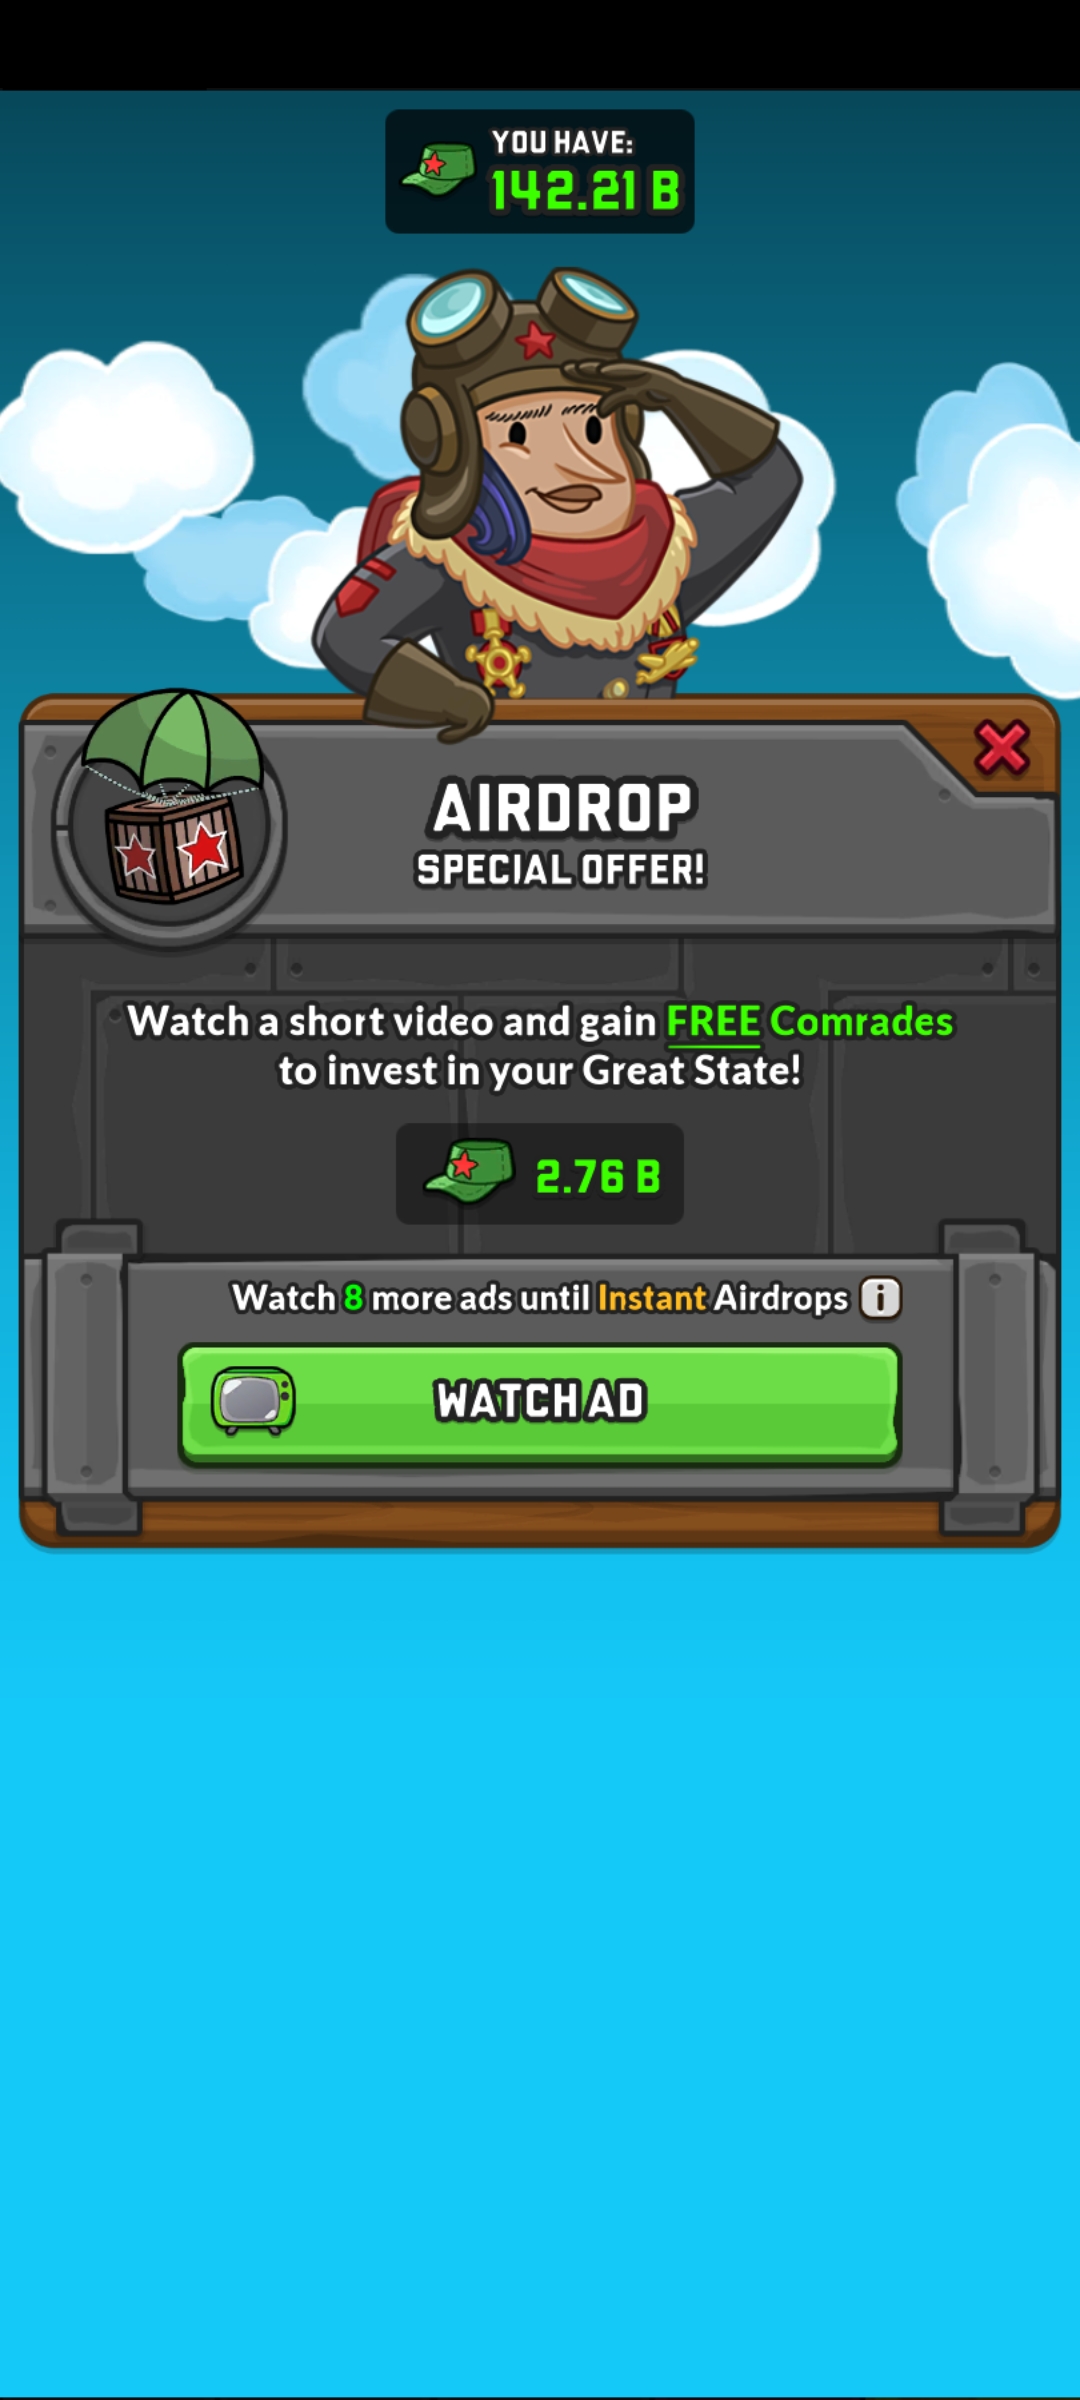 YOU HAVE:
142.21 B
AIRDROP
SPECIAL OFFER!
Watch a short video and gain FREE Comrades
to invest in your Great State!
2.76 B
Watch 8 more ads until Instant Airdrops i
WATCH AD